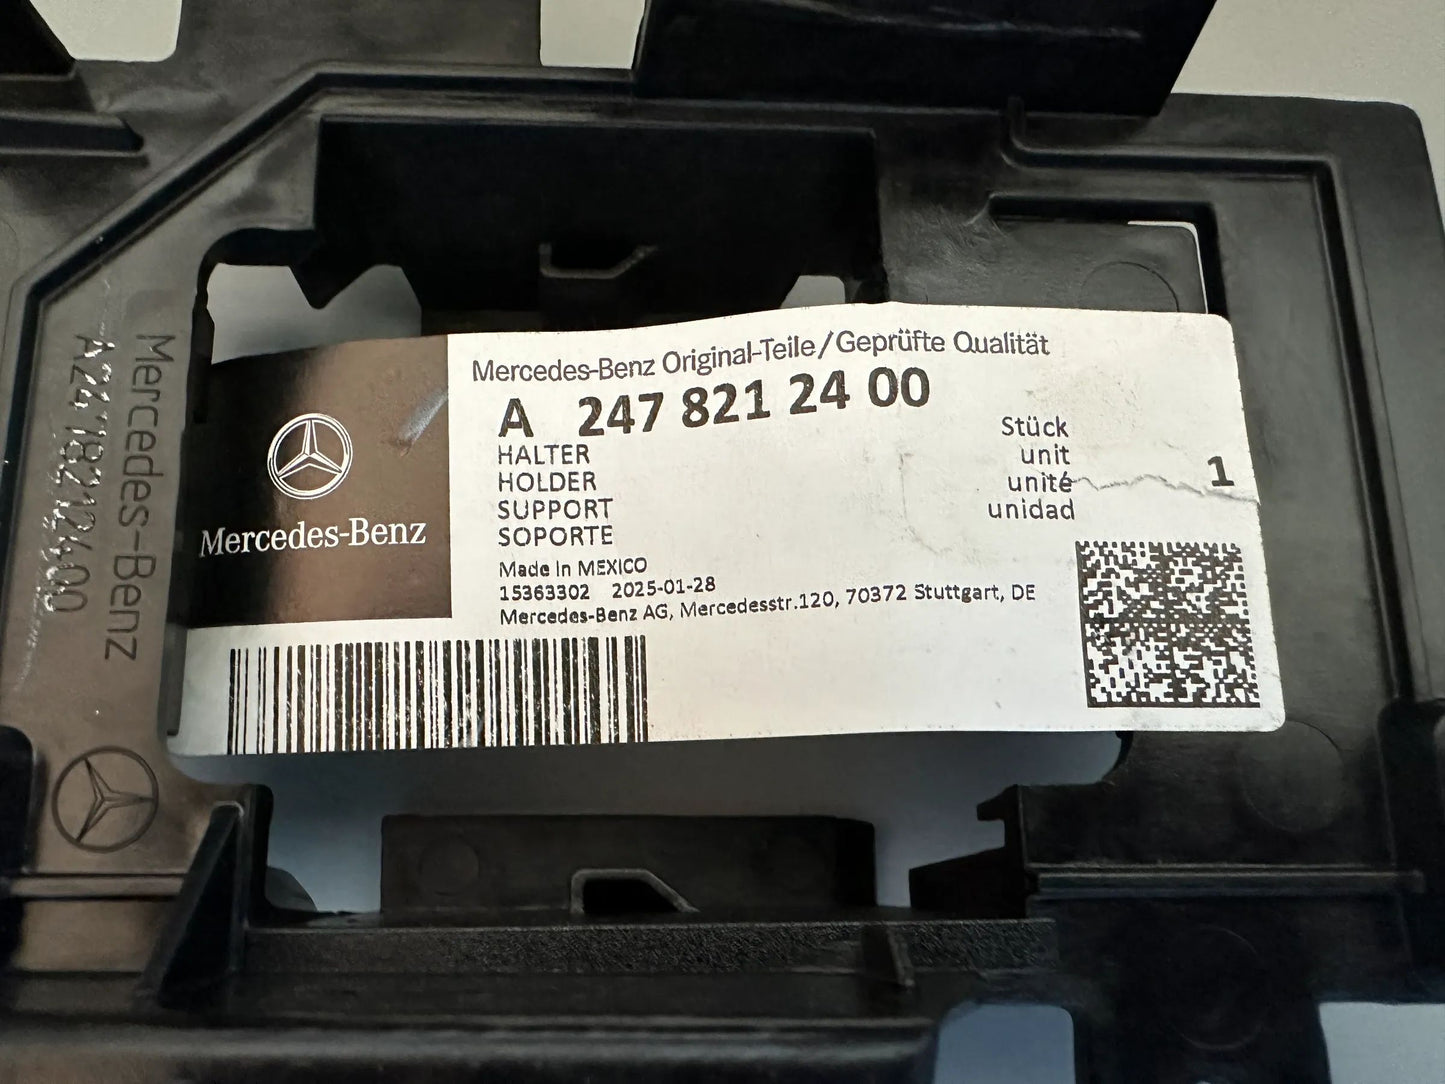 Mercedes-Benz Original-Teile/Geprüfte Qualität
A 247 821 24 00
HALTER
HOLDER
SUPPORT
SOPORTE
Stück
unit
unité
unidad
1
Made In MEXICO
15363302 2025-01-28
Mercedes-Benz AG, Mercedesstr.120, 70372 Stuttgart, DE
Mercedes-Benz
Mercedes-Benz
A2478212400